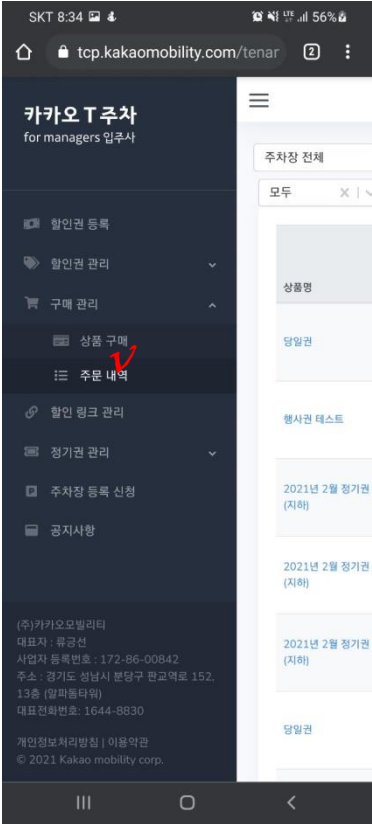 SKT 8:34 56%
tcp.kakaomobility.com/tenar 2
카카오 T 주차
for managers 입주사
할인권 등록
할인권 관리
구매 관리
상품 구매
주문 내역
할인 링크 관리
정기권 관리
주차장 등록 신청
공지사항
(주)카카오모빌리티
대표자 : 류긍선
사업자 등록번호 : 172-86-00842
주소 : 경기도 성남시 분당구 판교역로 152,
13층 (알파돔타워)
대표전화번호: 1644-8830
개인정보처리방침 | 이용약관
© 2021 Kakao mobility corp.
주차장 전체
모두
상품명
당일권
행사권 테스트
2021년 2월 정기권
(지하)
2021년 2월 정기권
(지하)
2021년 2월 정기권
(지하)
당일권